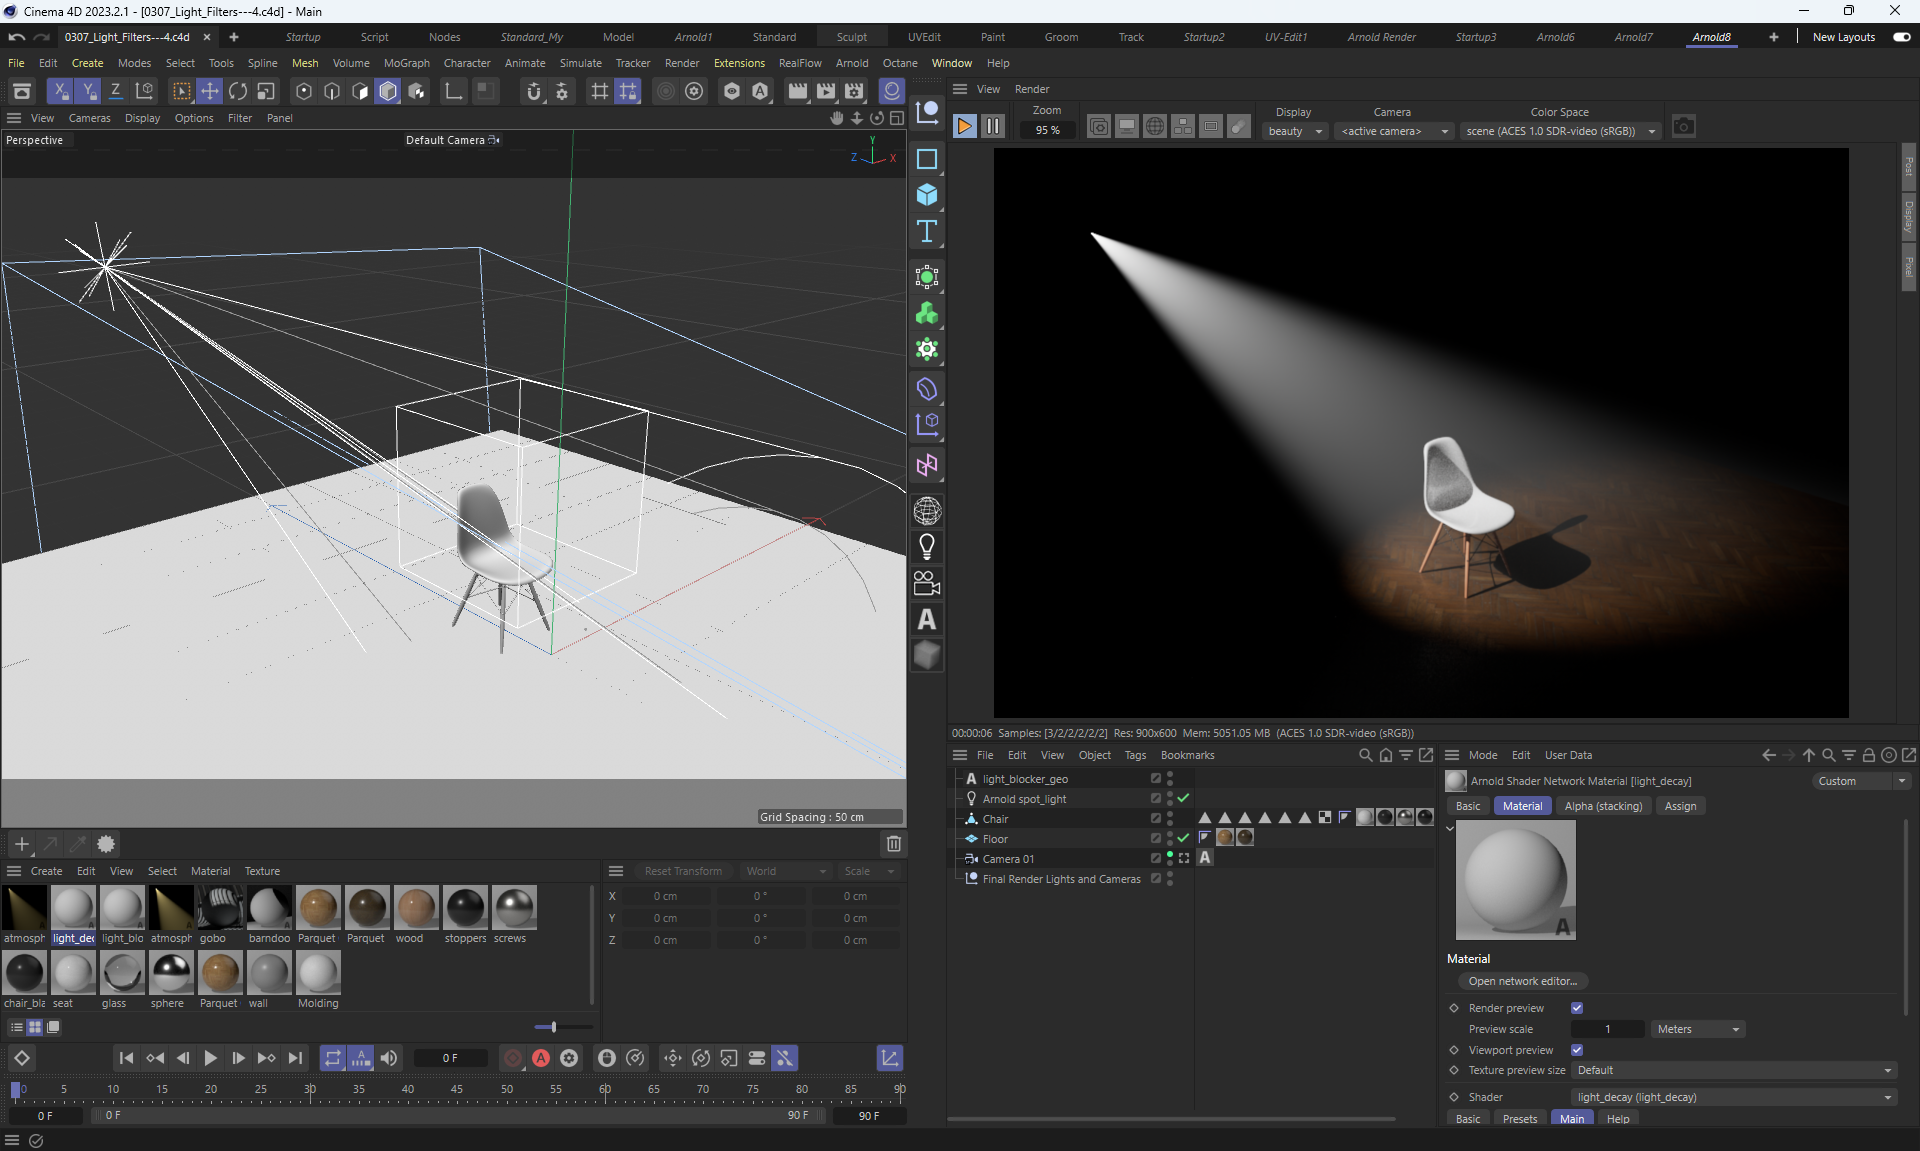 Cinema 4D 2023.2.1 - [0307_Light_Filters---4.c4d] - Main
0307_Light_Filters---4.c4d × + Startup Script Nodes Standard_My Model Arnold1 Standard Sculpt UVEdit Paint Groom Track Startup2 UV-Edit1 Arnold Render Startup3 Arnold6 Arnold7 Arnold8 + New Layouts
File Edit Create Modes Select Tools Spline Mesh Volume MoGraph Character Animate Simulate Tracker Render Extensions RealFlow Arnold Octane Window Help
X Y Z
View Cameras Display Options Filter Panel
Perspective
Default Camera
Y
Z X
Grid Spacing : 50 cm
View Render
Zoom
95 %
Display
beauty
Camera
<active camera>
Color Space
scene (ACES 1.0 SDR-video (sRGB))
Post
Display
Pixel
00:00:06 Samples: [3/2/2/2/2/2] Res: 900x600 Mem: 5051.05 MB (ACES 1.0 SDR-video (sRGB))
File Edit View Object Tags Bookmarks
light_blocker_geo
Arnold spot_light
Chair
Floor
Camera 01
Final Render Lights and Cameras
Mode Edit User Data
Arnold Shader Network Material [light_decay]
Custom
Basic Material Alpha (stacking) Assign
A
Material
Open network editor...
Render preview
Preview scale 1 Meters
Viewport preview
Texture preview size Default
Shader light_decay (light_decay)
Basic Presets Main Help
Create Edit View Select Material Texture
atmosph light_dec light_blo atmosph gobo barndoo Parquet Parquet wood stoppers screws
chair_bla seat glass sphere Parquet wall Molding
Reset Transform World Scale
X 0 cm 0 ° 0 cm
Y 0 cm 0 ° 0 cm
Z 0 cm 0 ° 0 cm
0 F
0 5 10 15 20 25 30 35 40 45 50 55 60 65 70 75 80 85 90
0 F 0 F 90 F 90 F